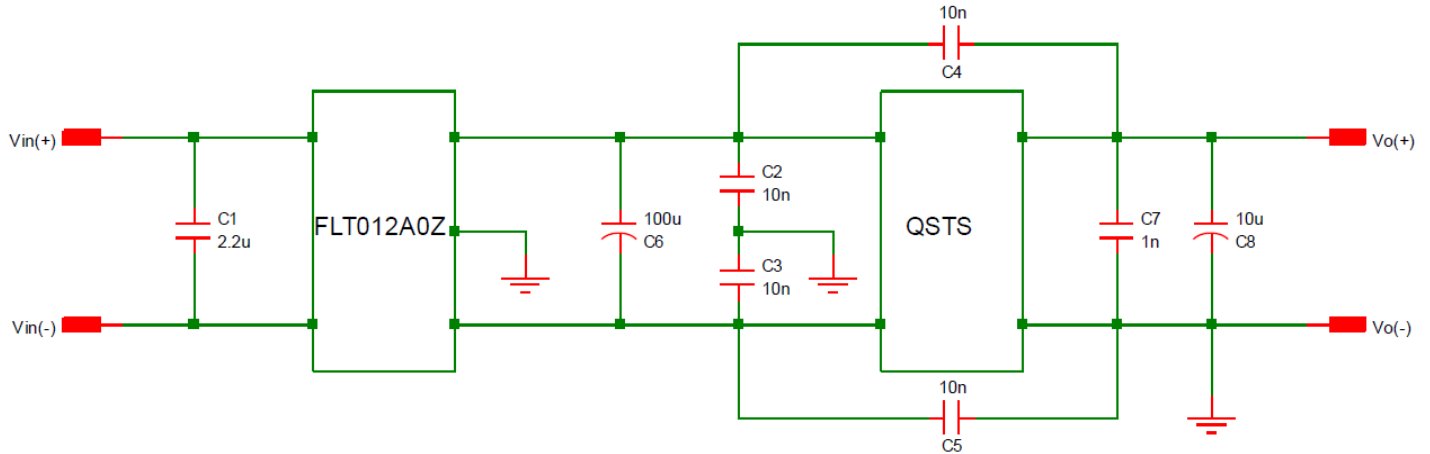 10n
C4
Vin(+)
Vo(+)
C1
2.2u
FLT012A0Z
100u
C6
C2
10n
QSTS
C7
1n
10u
C8
C3
10n
Vin(-)
Vo(-)
10n
C5